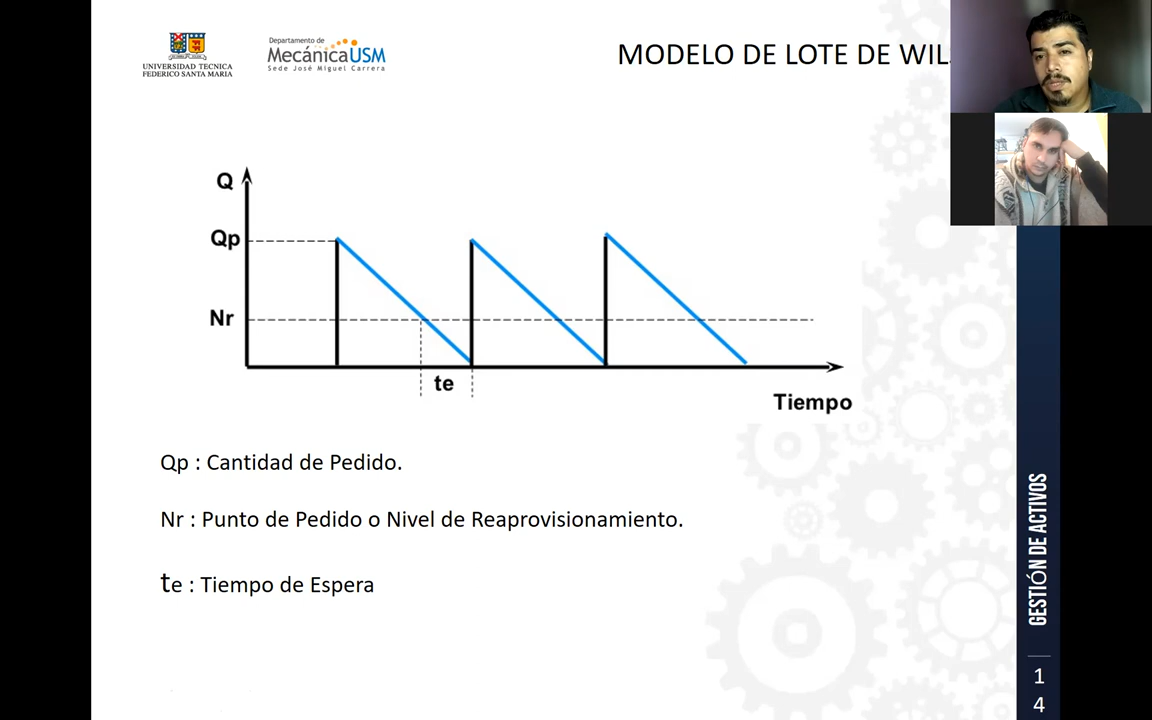 UNIVERSIDAD TECNICA
FEDERICO SANTA MARIA
Departamento de
MecánicaUSM
Sede José Miguel Carrera
MODELO DE LOTE DE
Q
Qp
Nr
te
Tiempo
Qp : Cantidad de Pedido.
Nr : Punto de Pedido o Nivel de Reaprovisionamiento.
te : Tiempo de Espera
GESTIÓN DE ACTIVOS
1
4